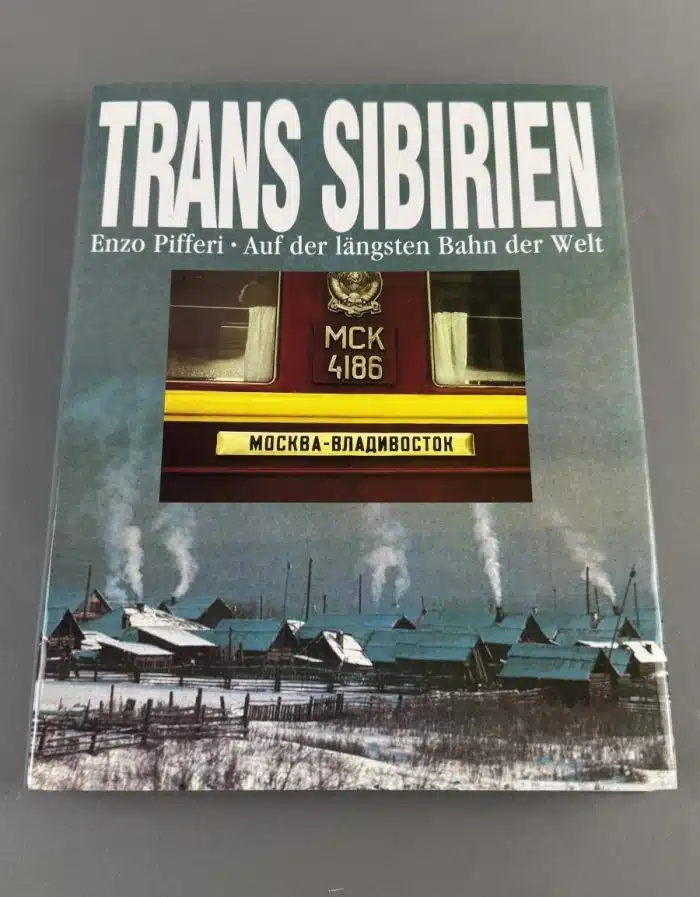 TRANS SIBIRIEN
Enzo Pifferi · Auf der längsten Bahn der Welt
МСК
4186
МОСКВА-ВЛАДИВОСТОК